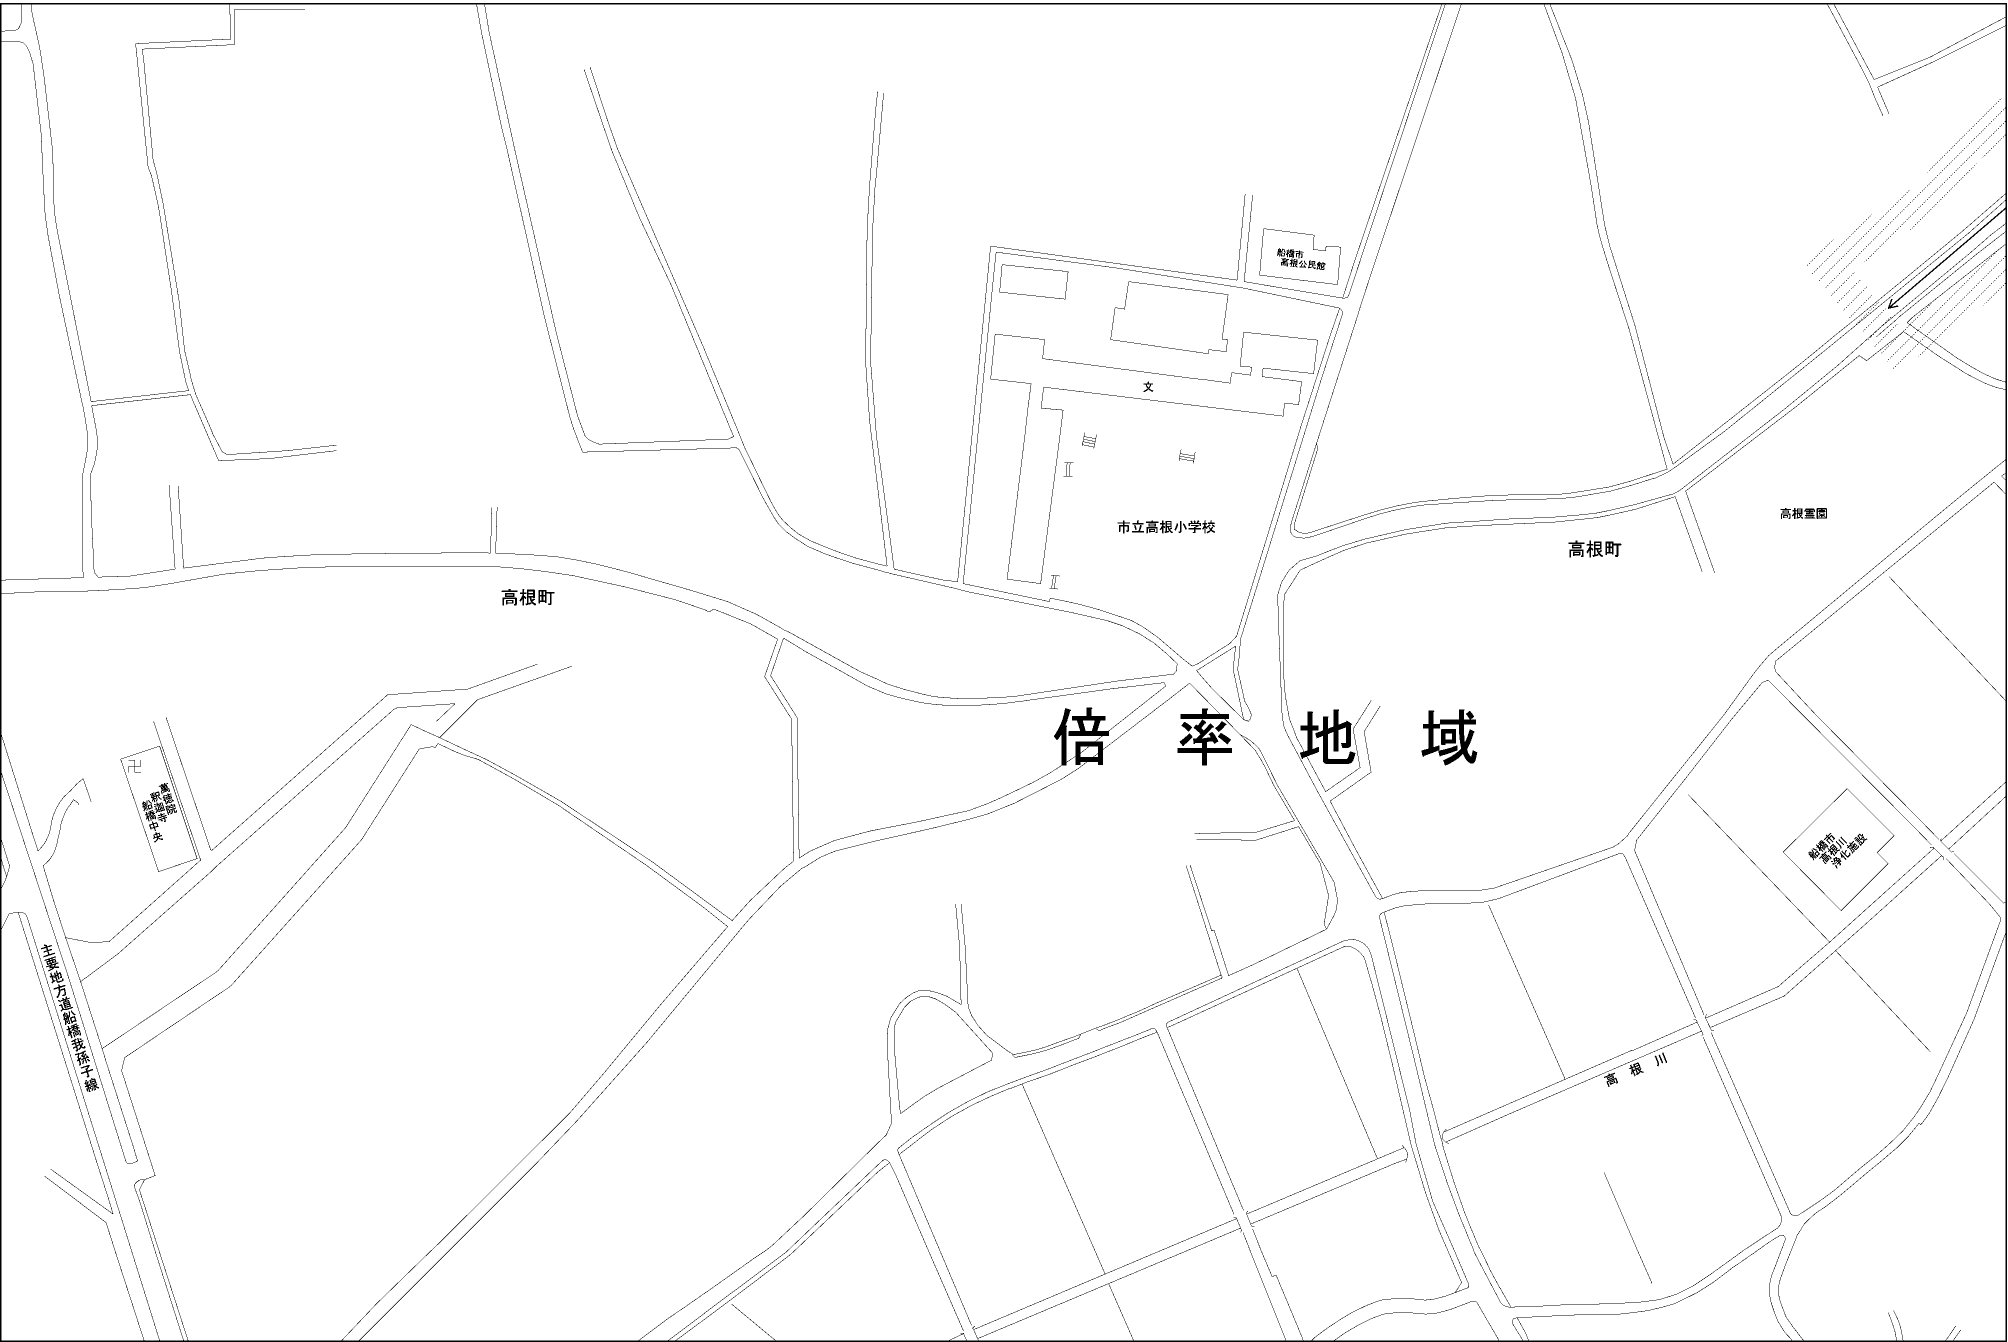 船橋市
高根公民館
文
市立高根小学校
高根霊園
高根町
高根町
倍率地域
萬徳院
釈迦寺
船橋中央
船橋市
高根川
浄化施設
主要地方道船橋我孫子線
高根川